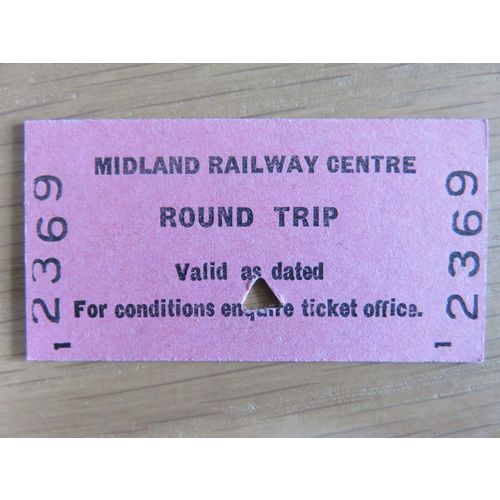 MIDLAND RAILWAY CENTRE
ROUND TRIP
Valid as dated
For conditions enquire ticket office.
2369
1
2369
1